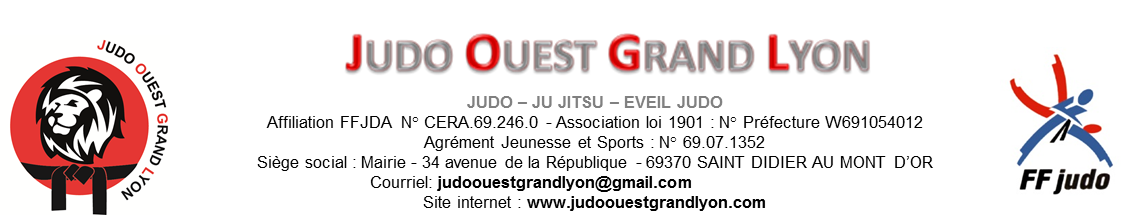 JUDO OUEST GRAND LYON
JUDO OUEST GRAND LYON
JUDO – JU JITSU – EVEIL JUDO
Affiliation FFJDA N° CERA.69.246.0 - Association loi 1901 : N° Préfecture W691054012
Agrément Jeunesse et Sports : N° 69.07.1352
Siège social : Mairie - 34 avenue de la République - 69370 SAINT DIDIER AU MONT D’OR
Courriel: judoouestgrandlyon@gmail.com
Site internet : www.judoouestgrandlyon.com
FF judo